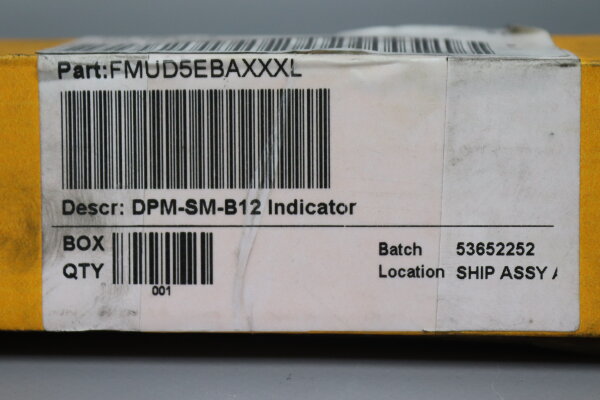 Part:FMUD5EBAXXXL
Descr: DPM-SM-B12 Indicator
BOX
QTY
001
Batch 53652252
Location SHIP ASSY